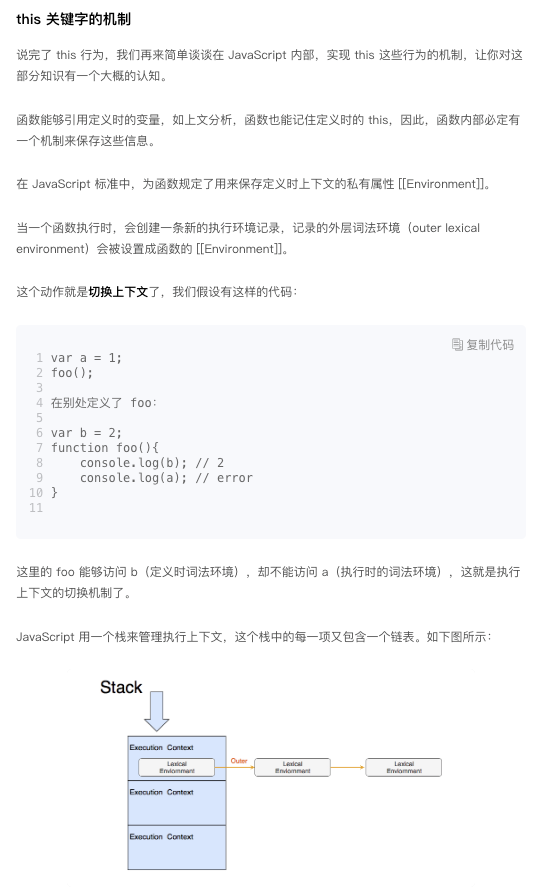 this 关键字的机制
说完了 this 行为，我们再来简单谈谈在 JavaScript 内部，实现 this 这些行为的机制，让你对这
部分知识有一个大概的认知。
函数能够引用定义时的变量，如上文分析，函数也能记住定义时的 this，因此，函数内部必定有
一个机制来保存这些信息。
在 JavaScript 标准中，为函数规定了用来保存定义时上下文的私有属性 [[Environment]]。
当一个函数执行时，会创建一条新的执行环境记录，记录的外层词法环境（outer lexical
environment）会被设置成函数的 [[Environment]]。
这个动作就是切换上下文了，我们假设有这样的代码：
复制代码
1 var a = 1;
2 foo();
3
4 在别处定义了 foo：
5
6 var b = 2;
7 function foo(){
8     console.log(b); // 2
9     console.log(a); // error
10 }
11
这里的 foo 能够访问 b（定义时词法环境），却不能访问 a（执行时的词法环境），这就是执行
上下文的切换机制了。
JavaScript 用一个栈来管理执行上下文，这个栈中的每一项又包含一个链表。如下图所示：
Stack
Execution Context
Lexical
Enviornment
Outer
Lexical
Enviornment
Lexical
Enviornment
Execution Context
Execution Context